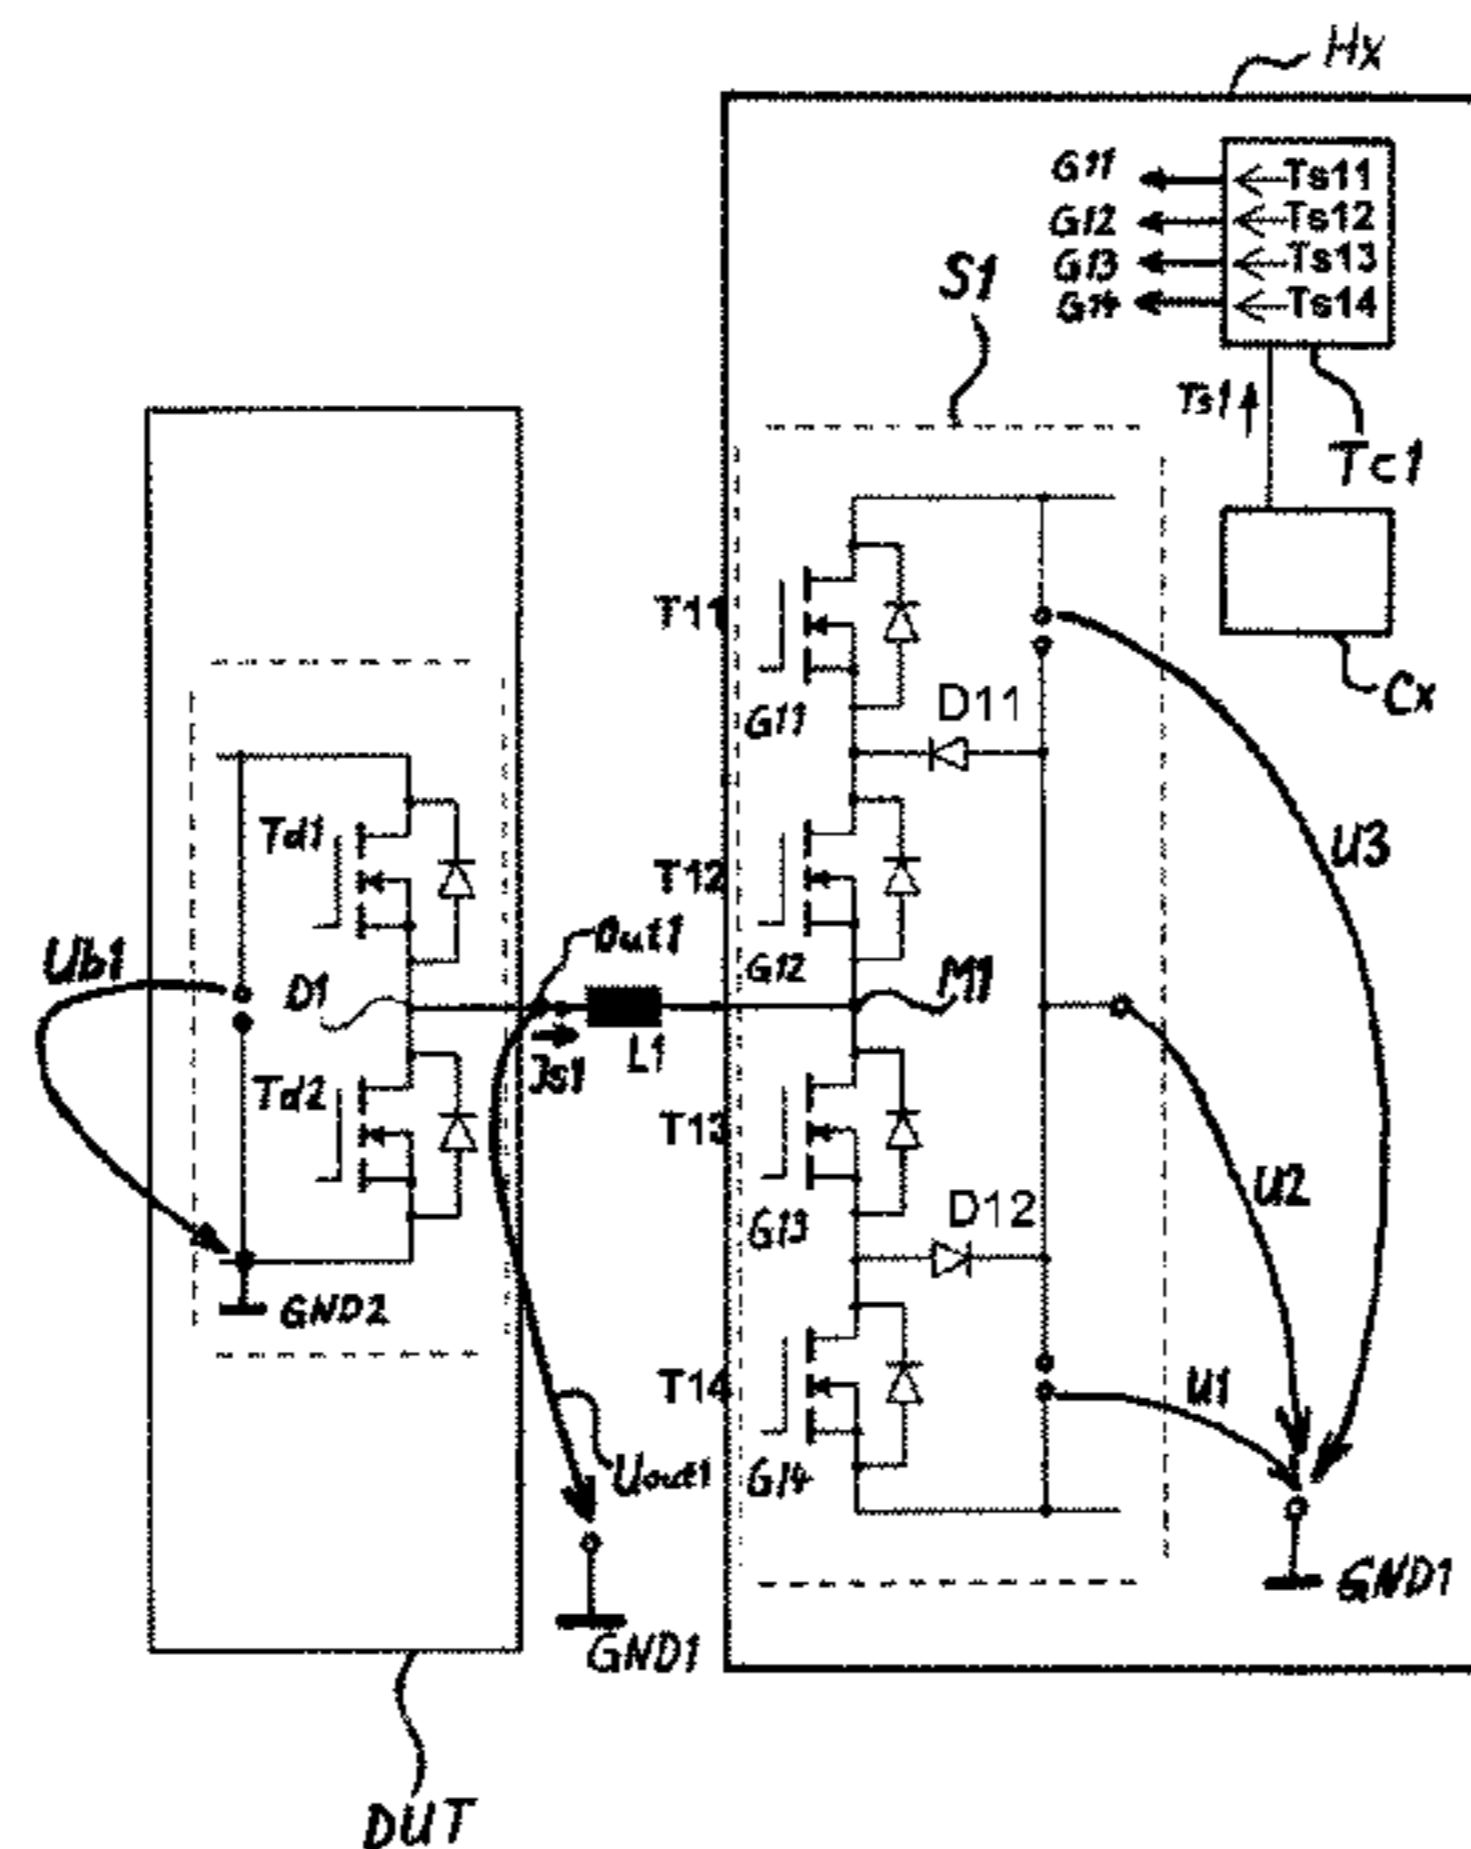 Hx
G11 Ts11
G12 Ts12
G13 Ts13
G14 Ts14
S1
Ts1
Tc1
Cx
T11
G11
D11
U3
Td1
T12
G12
Out1
M1
Ub1
D1
Js1
L1
Td2
T13
G13
D12
U2
GND2
T14
G14
U1
Uout1
GND1
GND1
DUT